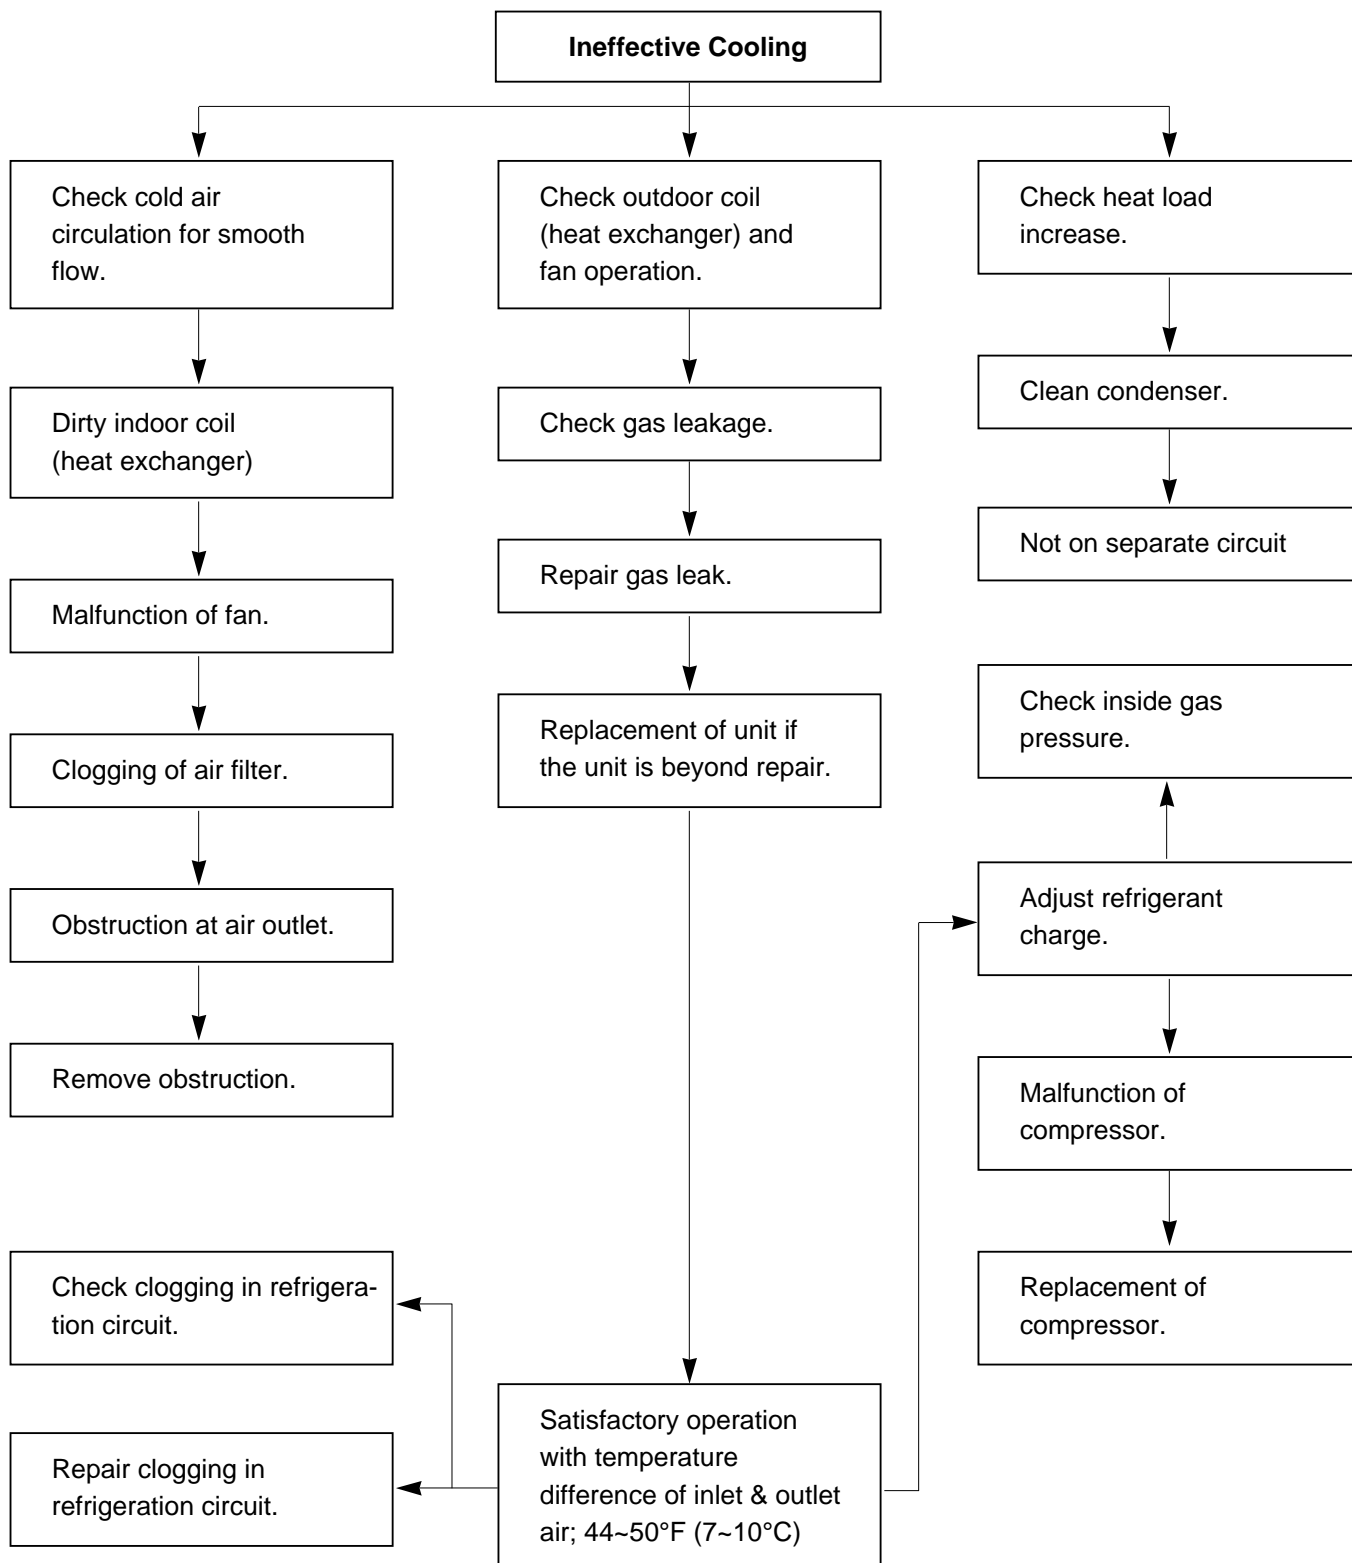 Ineffective Cooling
Check cold air
circulation for smooth
flow.
Check outdoor coil
(heat exchanger) and
fan operation.
Check heat load
increase.
Dirty indoor coil
(heat exchanger)
Check gas leakage.
Clean condenser.
Malfunction of fan.
Repair gas leak.
Not on separate circuit
Clogging of air filter.
Replacement of unit if
the unit is beyond repair.
Check inside gas
pressure.
Obstruction at air outlet.
Adjust refrigerant
charge.
Remove obstruction.
Malfunction of
compressor.
Check clogging in refrigera-
tion circuit.
Replacement of
compressor.
Repair clogging in
refrigeration circuit.
Satisfactory operation
with temperature
difference of inlet & outlet
air; 44~50°F (7~10°C)